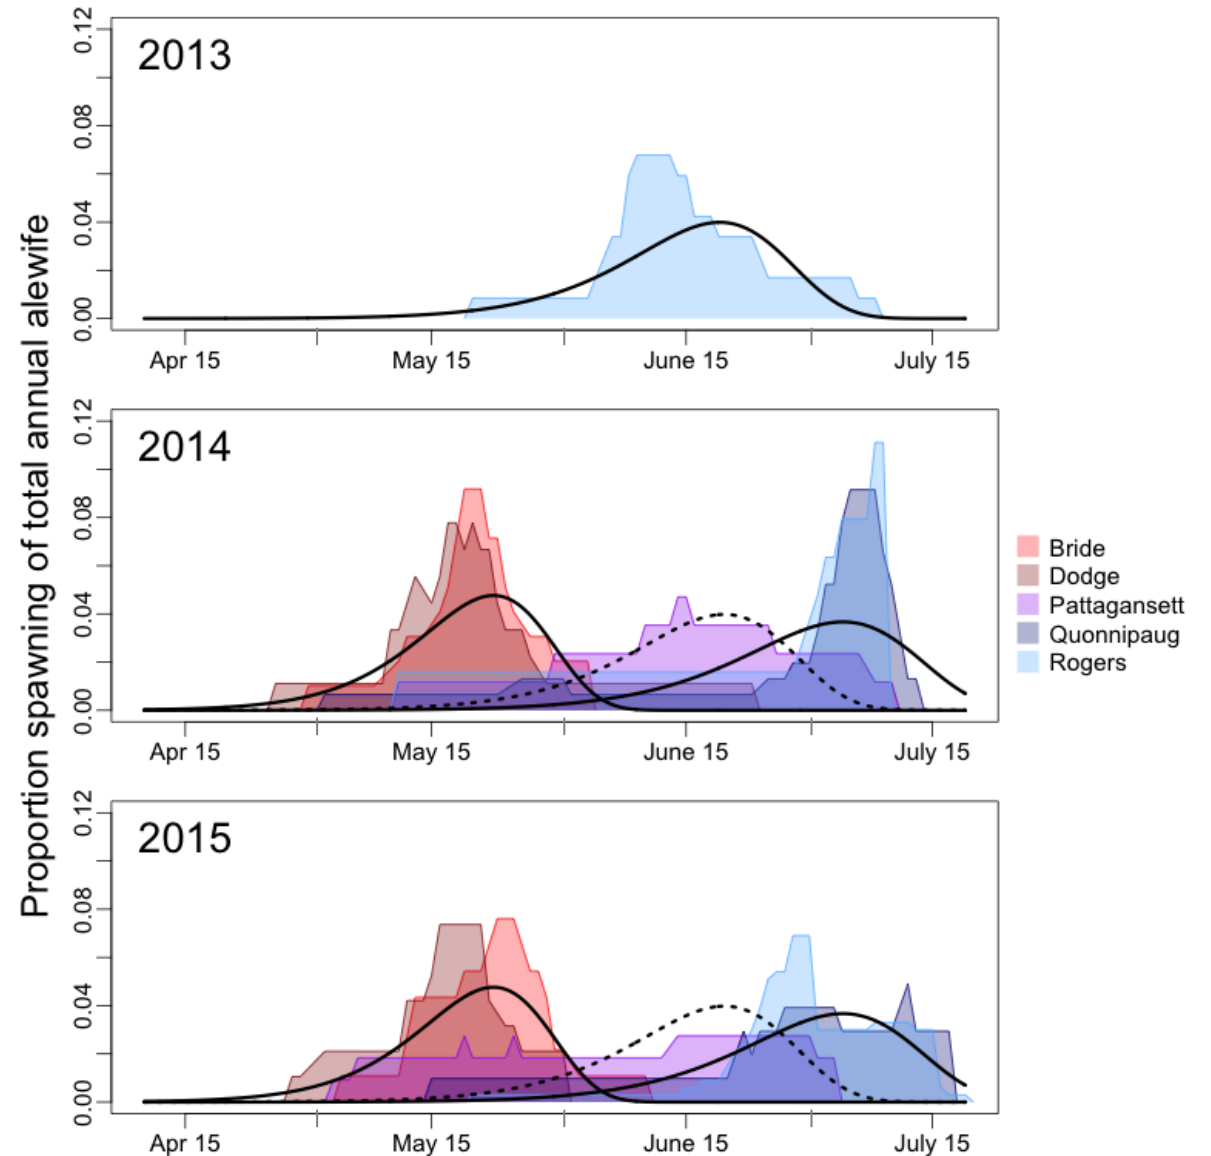 Proportion spawning of total annual alewife
2013
0.12
0.08
0.04
0.00
Apr 15 May 15 June 15 July 15
2014
0.12
0.08
0.04
0.00
Apr 15 May 15 June 15 July 15
Bride
Dodge
Pattagansett
Quonnipaug
Rogers
2015
0.12
0.08
0.04
0.00
Apr 15 May 15 June 15 July 15